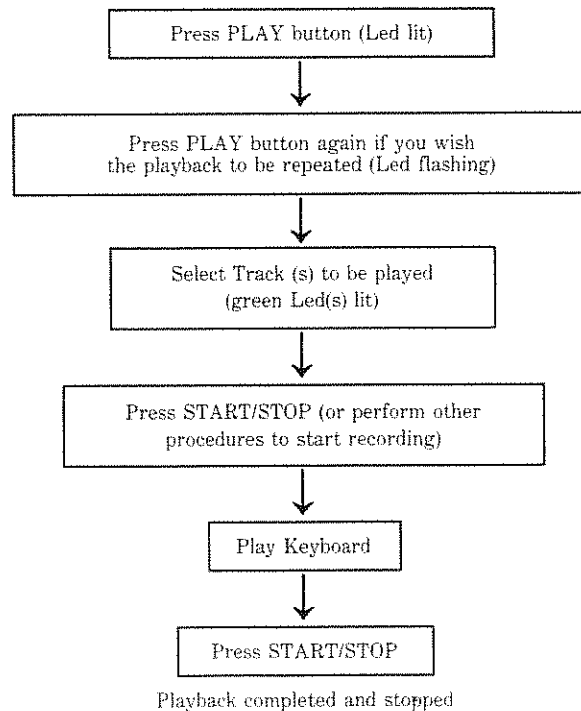 Press PLAY button (Led lit)
Press PLAY button again if you wish
the playback to be repeated (Led flashing)
Select Track (s) to be played
(green Led(s) lit)
Press START/STOP (or perform other
procedures to start recording)
Play Keyboard
Press START/STOP
Playback completed and stopped